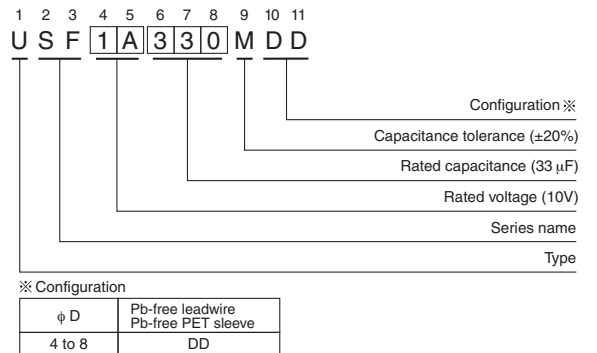 1 2 3 4 5 6 7 8 9 10 11
U S F 1 A 3 3 0 M D D
Configuration ※
Capacitance tolerance (±20%)
Rated capacitance (33 µF)
Rated voltage (10V)
Series name
Type
※ Configuration
ϕ D
Pb-free leadwire
Pb-free PET sleeve
4 to 8
DD